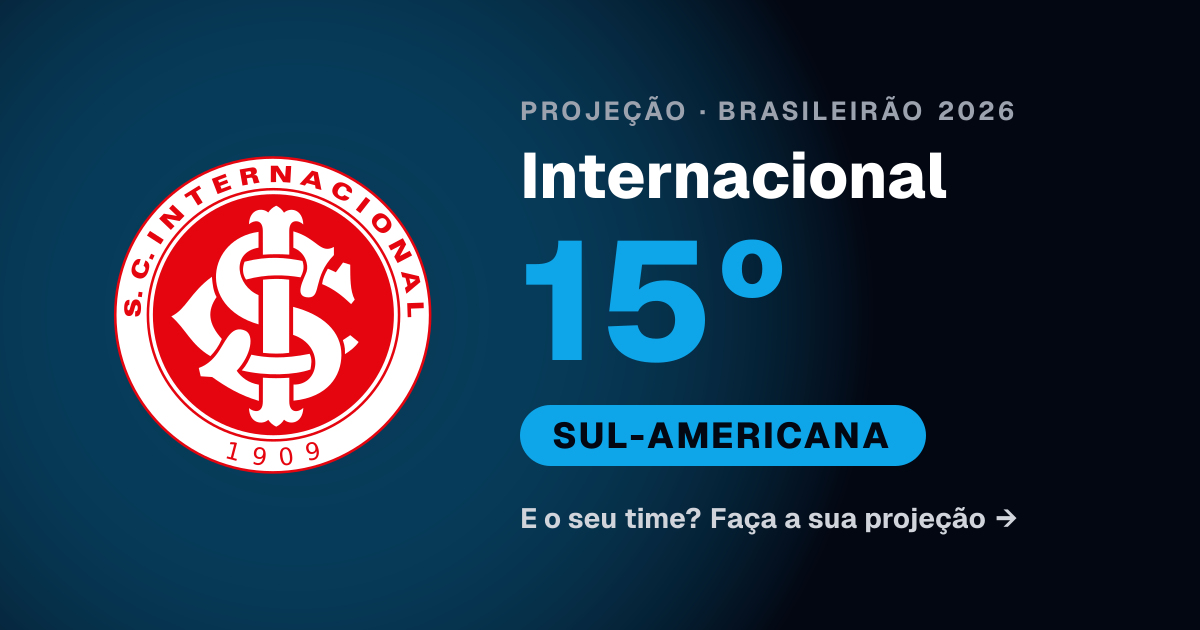 S. C. INTERNACIONAL
1909
PROJEÇÃO · BRASILEIRÃO 2026
Internacional
15º
SUL-AMERICANA
E o seu time? Faça a sua projeção →